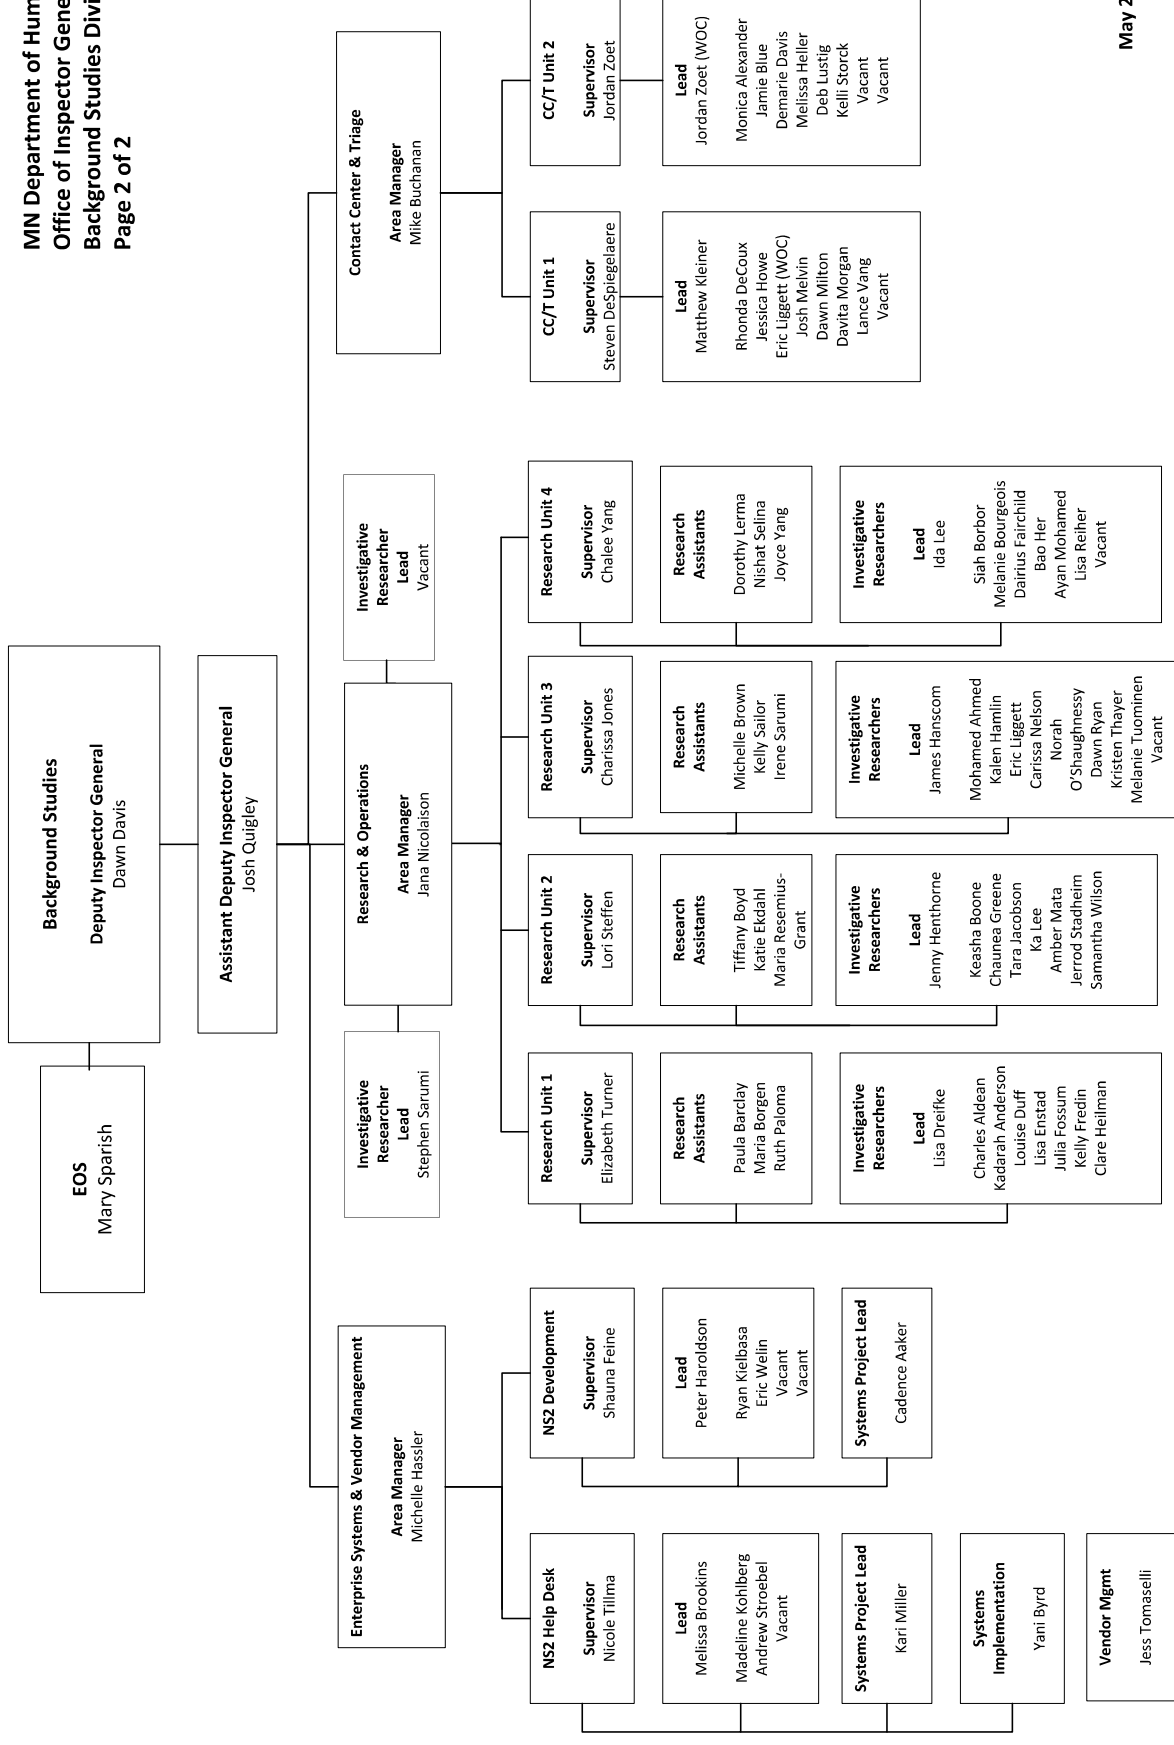 MN Department of Hum
Office of Inspector Gene
Background Studies Divi
Page 2 of 2
Background Studies
Deputy Inspector General
Dawn Davis
EOS
Mary Sparish
Assistant Deputy Inspector General
Josh Quigley
Enterprise Systems & Vendor Management
Area Manager
Michelle Hassler
Investigative
Researcher
Lead
Stephen Sarumi
Research & Operations
Area Manager
Jana Nicolaison
Investigative
Researcher
Lead
Vacant
Contact Center & Triage
Area Manager
Mike Buchanan
NS2 Help Desk
Supervisor
Nicole Tillma
Lead
Melissa Brookins
Madeline Kohlberg
Andrew Stroebel
Vacant
Systems Project Lead
Kari Miller
Systems
Implementation
Yani Byrd
Vendor Mgmt
Jess Tomaselli
NS2 Development
Supervisor
Shauna Feine
Lead
Peter Haroldson
Ryan Kielbasa
Eric Welin
Vacant
Vacant
Systems Project Lead
Cadence Aaker
Research Unit 1
Supervisor
Elizabeth Turner
Research
Assistants
Paula Barclay
Maria Borgen
Ruth Paloma
Investigative
Researchers
Lead
Lisa Dreifke
Charles Aldean
Kadarah Anderson
Louise Duff
Lisa Enstad
Julia Fossum
Kelly Fredin
Clare Heilman
Research Unit 2
Supervisor
Lori Steffen
Research
Assistants
Tiffany Boyd
Katie Ekdahl
Maria Resemius-
Grant
Investigative
Researchers
Lead
Jenny Henthorne
Keasha Boone
Chaunea Greene
Tara Jacobson
Ka Lee
Amber Mata
Jerrod Stadheim
Samantha Wilson
Research Unit 3
Supervisor
Charissa Jones
Research
Assistants
Michelle Brown
Kelly Sailor
Irene Sarumi
Investigative
Researchers
Lead
James Hanscom
Mohamed Ahmed
Kalen Hamlin
Eric Liggett
Carissa Nelson
Norah
O'Shaughnessy
Dawn Ryan
Kristen Thayer
Melanie Tuominen
Vacant
Research Unit 4
Supervisor
Chalee Yang
Research
Assistants
Dorothy Lerma
Nishat Selina
Joyce Yang
Investigative
Researchers
Lead
Ida Lee
Siah Borbor
Melanie Bourgeois
Dairius Fairchild
Bao Her
Ayan Mohamed
Lisa Reiher
Vacant
CC/T Unit 1
Supervisor
Steven DeSpiegelaere
Lead
Matthew Kleiner
Rhonda DeCoux
Jessica Howe
Eric Liggett (WOC)
Josh Melvin
Dawn Milton
Davita Morgan
Lance Vang
Vacant
CC/T Unit 2
Supervisor
Jordan Zoet
Lead
Jordan Zoet (WOC)
Monica Alexander
Jamie Blue
Demarie Davis
Melissa Heller
Deb Lustig
Kelli Storck
Vacant
Vacant
May 2